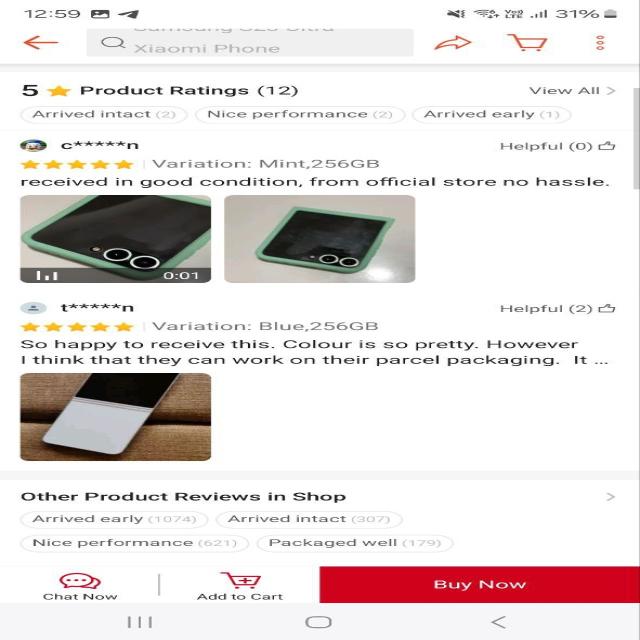 12:59 31%
Samsung S25 Ultra
Xiaomi Phone
5 Product Ratings (12) View All >
Arrived intact (2) Nice performance (2) Arrived early (1)
c*****n Helpful (0)
Variation: Mint,256GB
received in good condition, from official store no hassle.
0:01
t*****n Helpful (2)
Variation: Blue,256GB
So happy to receive this. Colour is so pretty. However
I think that they can work on their parcel packaging. It ...
Other Product Reviews in Shop >
Arrived early (1074) Arrived intact (307)
Nice performance (621) Packaged well (179)
Chat Now Add to Cart Buy Now